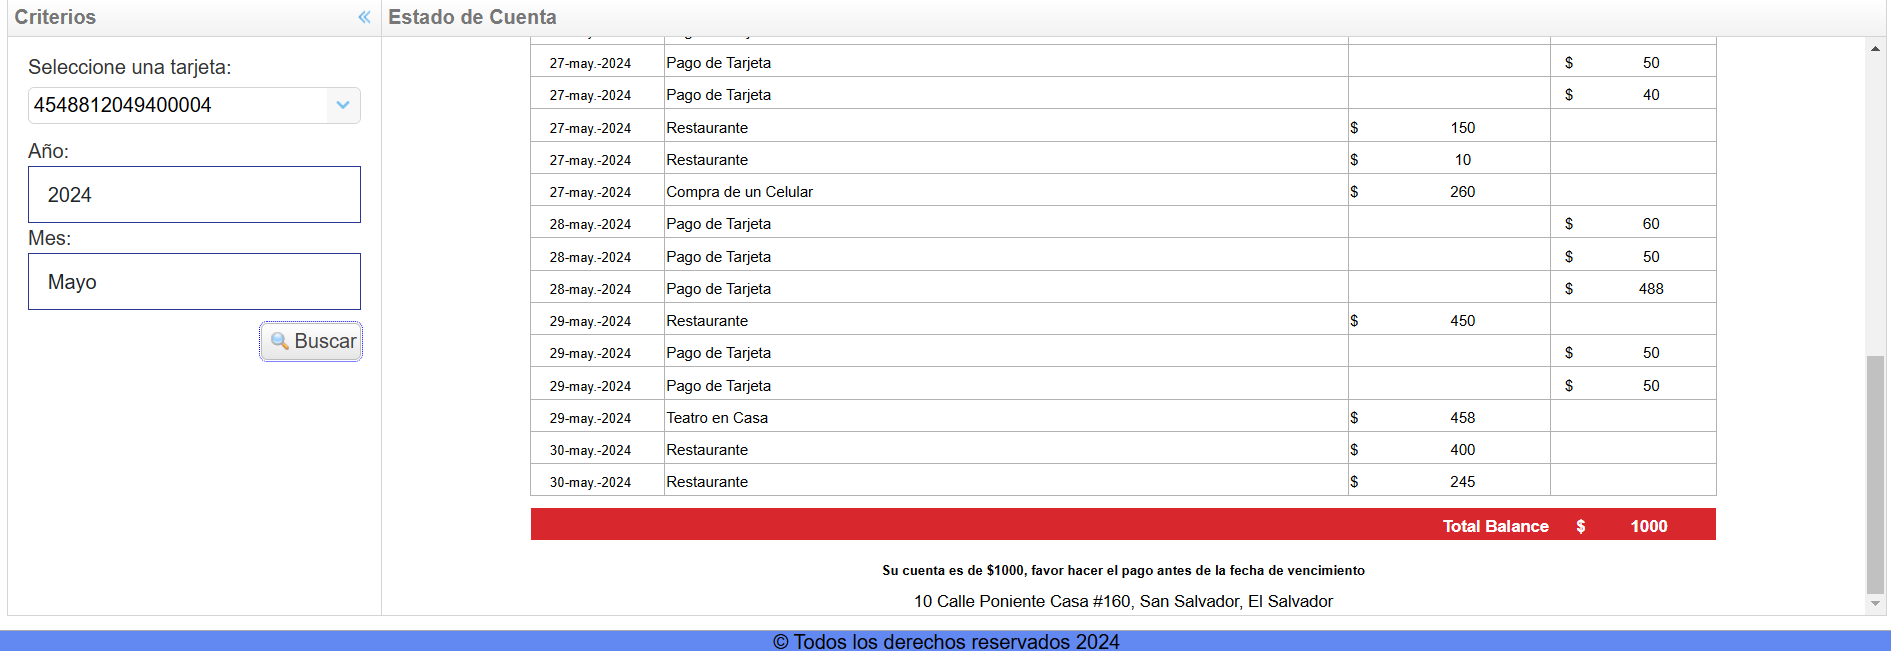 Criterios
Estado de Cuenta
Seleccione una tarjeta:
4548812049400004
Año:
2024
Mes:
Mayo
Buscar
27-may.-2024 Pago de Tarjeta $ 50
27-may.-2024 Pago de Tarjeta $ 40
27-may.-2024 Restaurante $ 150
27-may.-2024 Restaurante $ 10
27-may.-2024 Compra de un Celular $ 260
28-may.-2024 Pago de Tarjeta $ 60
28-may.-2024 Pago de Tarjeta $ 50
28-may.-2024 Pago de Tarjeta $ 488
29-may.-2024 Restaurante $ 450
29-may.-2024 Pago de Tarjeta $ 50
29-may.-2024 Pago de Tarjeta $ 50
29-may.-2024 Teatro en Casa $ 458
30-may.-2024 Restaurante $ 400
30-may.-2024 Restaurante $ 245
Total Balance $ 1000
Su cuenta es de $1000, favor hacer el pago antes de la fecha de vencimiento
10 Calle Poniente Casa #160, San Salvador, El Salvador
© Todos los derechos reservados 2024